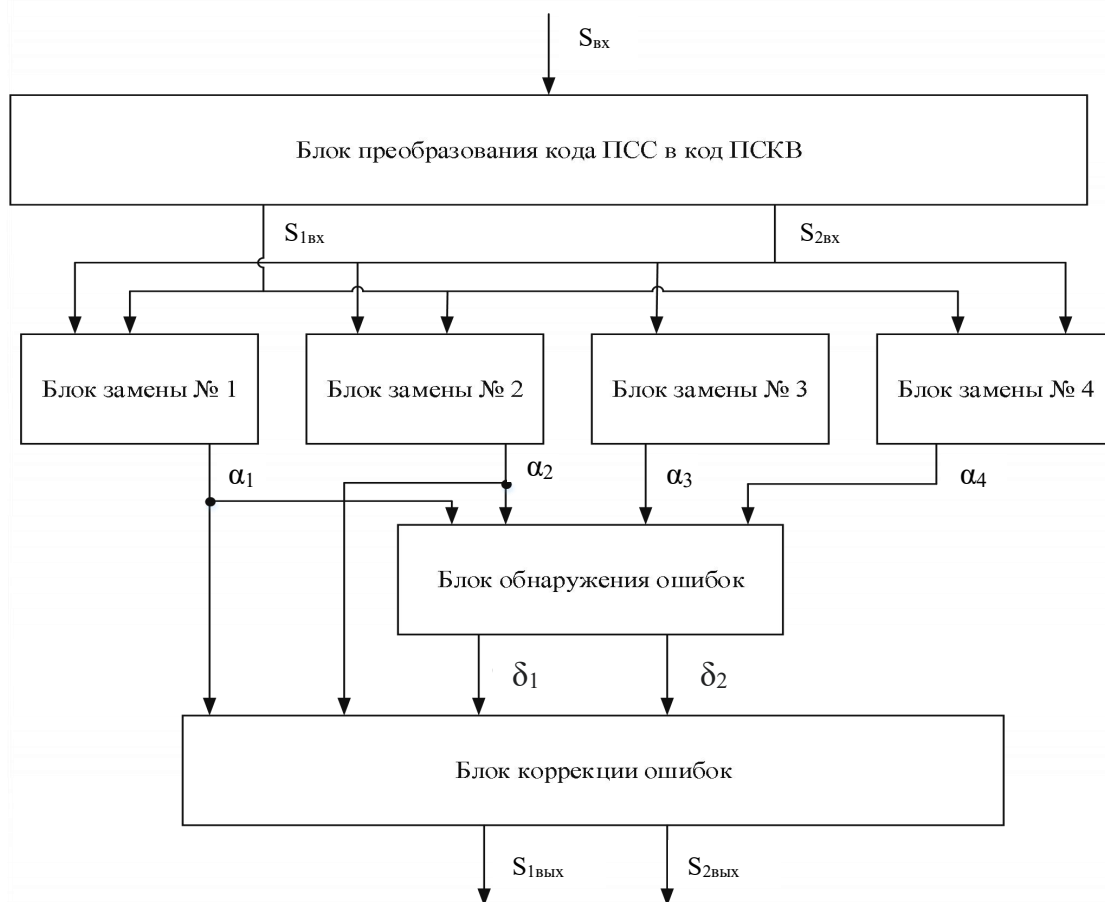 Sвх
Блок преобразования кода ПСС в код ПСКВ
S1вх
S2вх
Блок замены № 1
Блок замены № 2
Блок замены № 3
Блок замены № 4
α1
α2
α3
α4
Блок обнаружения ошибок
δ1
δ2
Блок коррекции ошибок
S1вых
S2вых